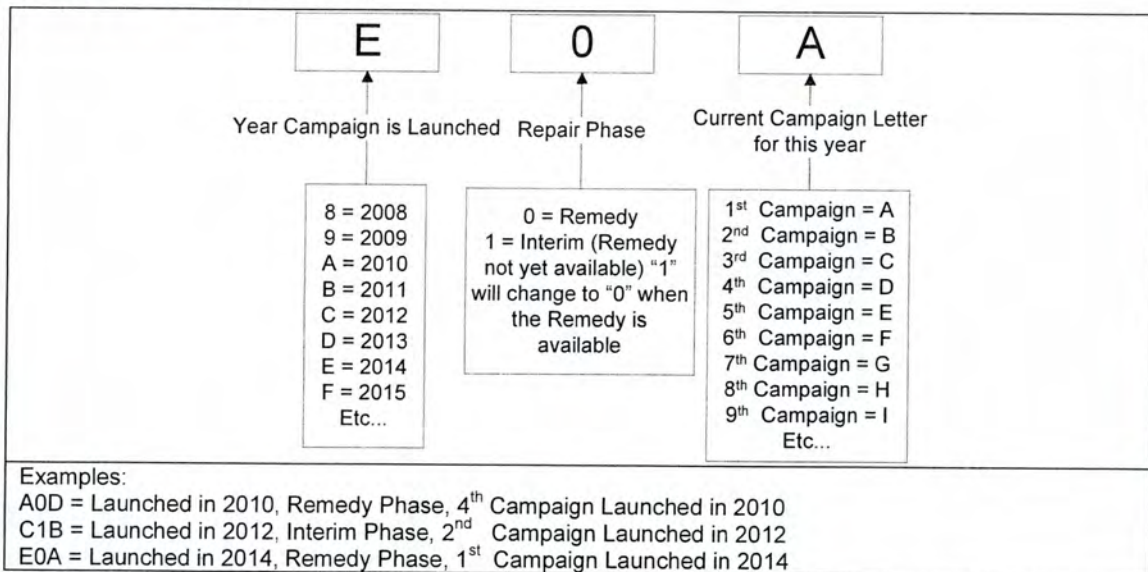 E 0 A
Year Campaign is Launched
Repair Phase
Current Campaign Letter
for this year
8 = 2008
9 = 2009
A = 2010
B = 2011
C = 2012
D = 2013
E = 2014
F = 2015
Etc...
0 = Remedy
1 = Interim (Remedy
not yet available) “1”
will change to “0” when
the Remedy is
available
1st Campaign = A
2nd Campaign = B
3rd Campaign = C
4th Campaign = D
5th Campaign = E
6th Campaign = F
7th Campaign = G
8th Campaign = H
9th Campaign = I
Etc...
Examples:
A0D = Launched in 2010, Remedy Phase, 4th Campaign Launched in 2010
C1B = Launched in 2012, Interim Phase, 2nd Campaign Launched in 2012
E0A = Launched in 2014, Remedy Phase, 1st Campaign Launched in 2014